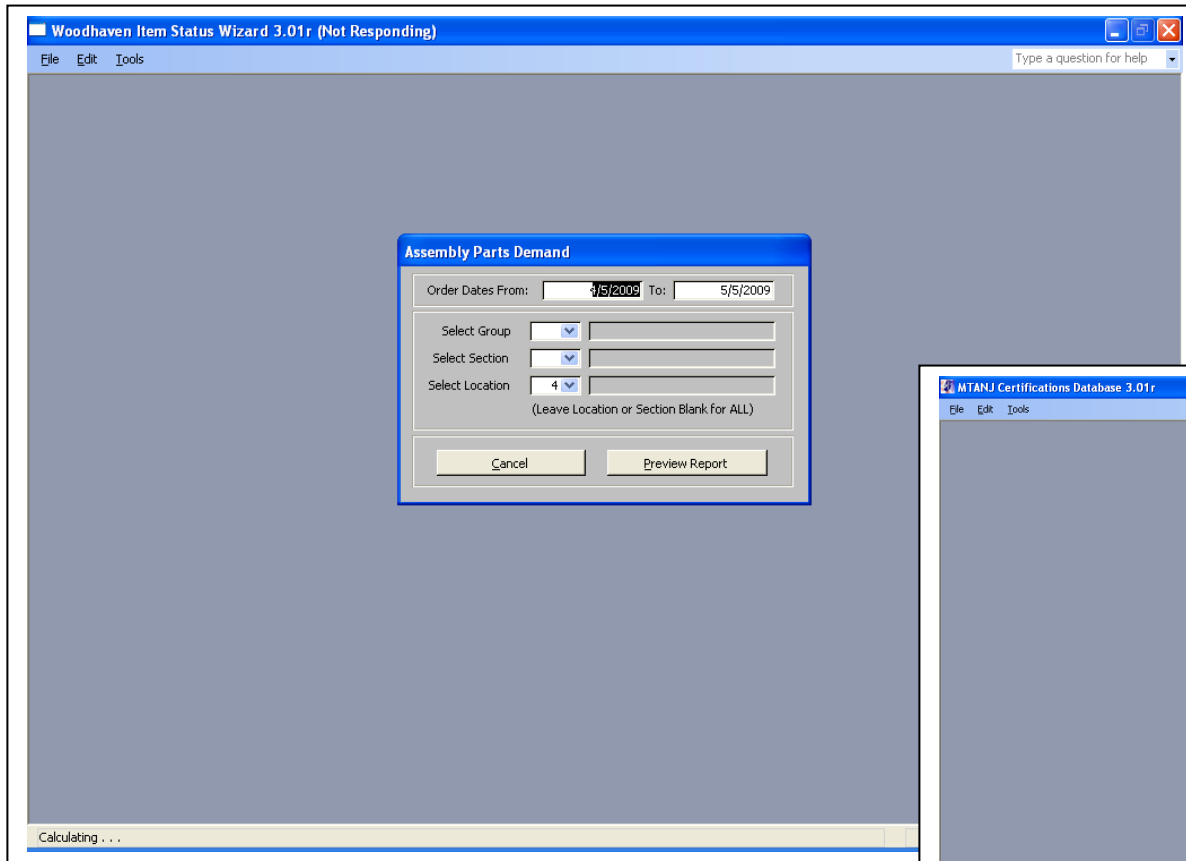 Woodhaven Item Status Wizard 3.01r (Not Responding)
File Edit Tools Type a question for help
Assembly Parts Demand
Order Dates From: 4/5/2009 To: 5/5/2009
Select Group
Select Section
Select Location 4
(Leave Location or Section Blank for ALL)
Cancel Preview Report
Calculating . . .
MTANJ Certifications Database 3.01r
File Edit Tools